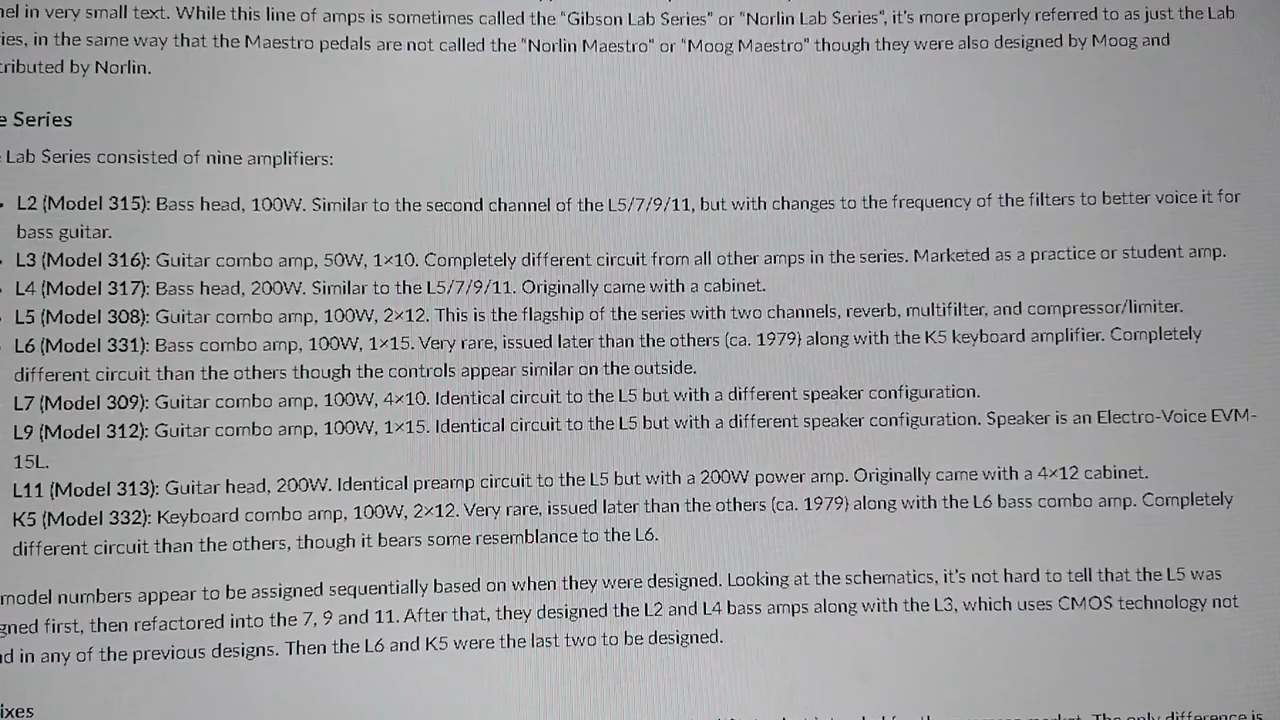 in very small text. While this line of amps is sometimes called the "Gibson Lab Series" or "Norlin Lab Series", it's more properly referred to as just the Lab
in the same way that the Maestro pedals are not called the "Norlin Maestro" or "Moog Maestro" though they were also designed by Moog and
by Norlin.
Series
Lab Series consisted of nine amplifiers:
L2 (Model 315): Bass head, 100W. Similar to the second channel of the L5/7/9/11, but with changes to the frequency of the filters to better voice it for
bass guitar.
L3 (Model 316): Guitar combo amp, 50W, 1×10. Completely different circuit from all other amps in the series. Marketed as a practice or student amp.
L4 (Model 317): Bass head, 200W. Similar to the L5/7/9/11. Originally came with a cabinet.
L5 (Model 308): Guitar combo amp, 100W, 2×12. This is the flagship of the series with two channels, reverb, multifilter, and compressor/limiter.
L6 (Model 331): Bass combo amp, 100W, 1×15. Very rare, issued later than the others (ca. 1979) along with the K5 keyboard amplifier. Completely
different circuit than the others though the controls appear similar on the outside.
L7 (Model 309): Guitar combo amp, 100W, 4×10. Identical circuit to the L5 but with a different speaker configuration.
L9 (Model 312): Guitar combo amp, 100W, 1×15. Identical circuit to the L5 but with a different speaker configuration. Speaker is an Electro-Voice EVM-
15L.
L11 (Model 313): Guitar head, 200W. Identical preamp circuit to the L5 but with a 200W power amp. Originally came with a 4×12 cabinet.
K5 (Model 332): Keyboard combo amp, 100W, 2×12. Very rare, issued later than the others (ca. 1979) along with the L6 bass combo amp. Completely
different circuit than the others, though it bears some resemblance to the L6.
model numbers appear to be assigned sequentially based on when they were designed. Looking at the schematics, it's not hard to tell that the L5 was
first, then refactored into the 7, 9 and 11. After that, they designed the L2 and L4 bass amps along with the L3, which uses CMOS technology not
in any of the previous designs. Then the L6 and K5 were the last two to be designed.
The only difference is